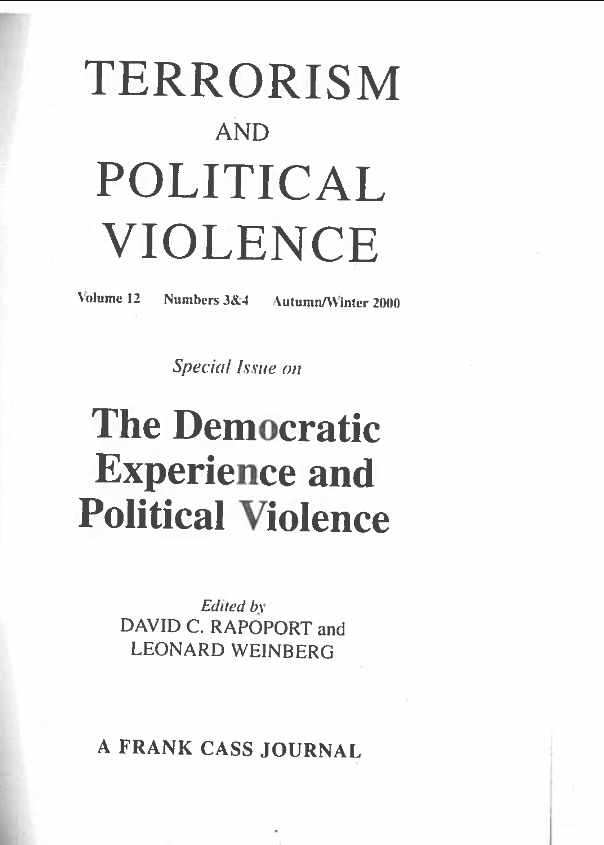 TERRORISM
AND
POLITICAL
VIOLENCE
Volume 12 Numbers 3&4 Autumn/Winter 2000
Special Issue on
The Democratic
Experience and
Political Violence
Edited by
DAVID C. RAPOPORT and
LEONARD WEINBERG
A FRANK CASS JOURNAL